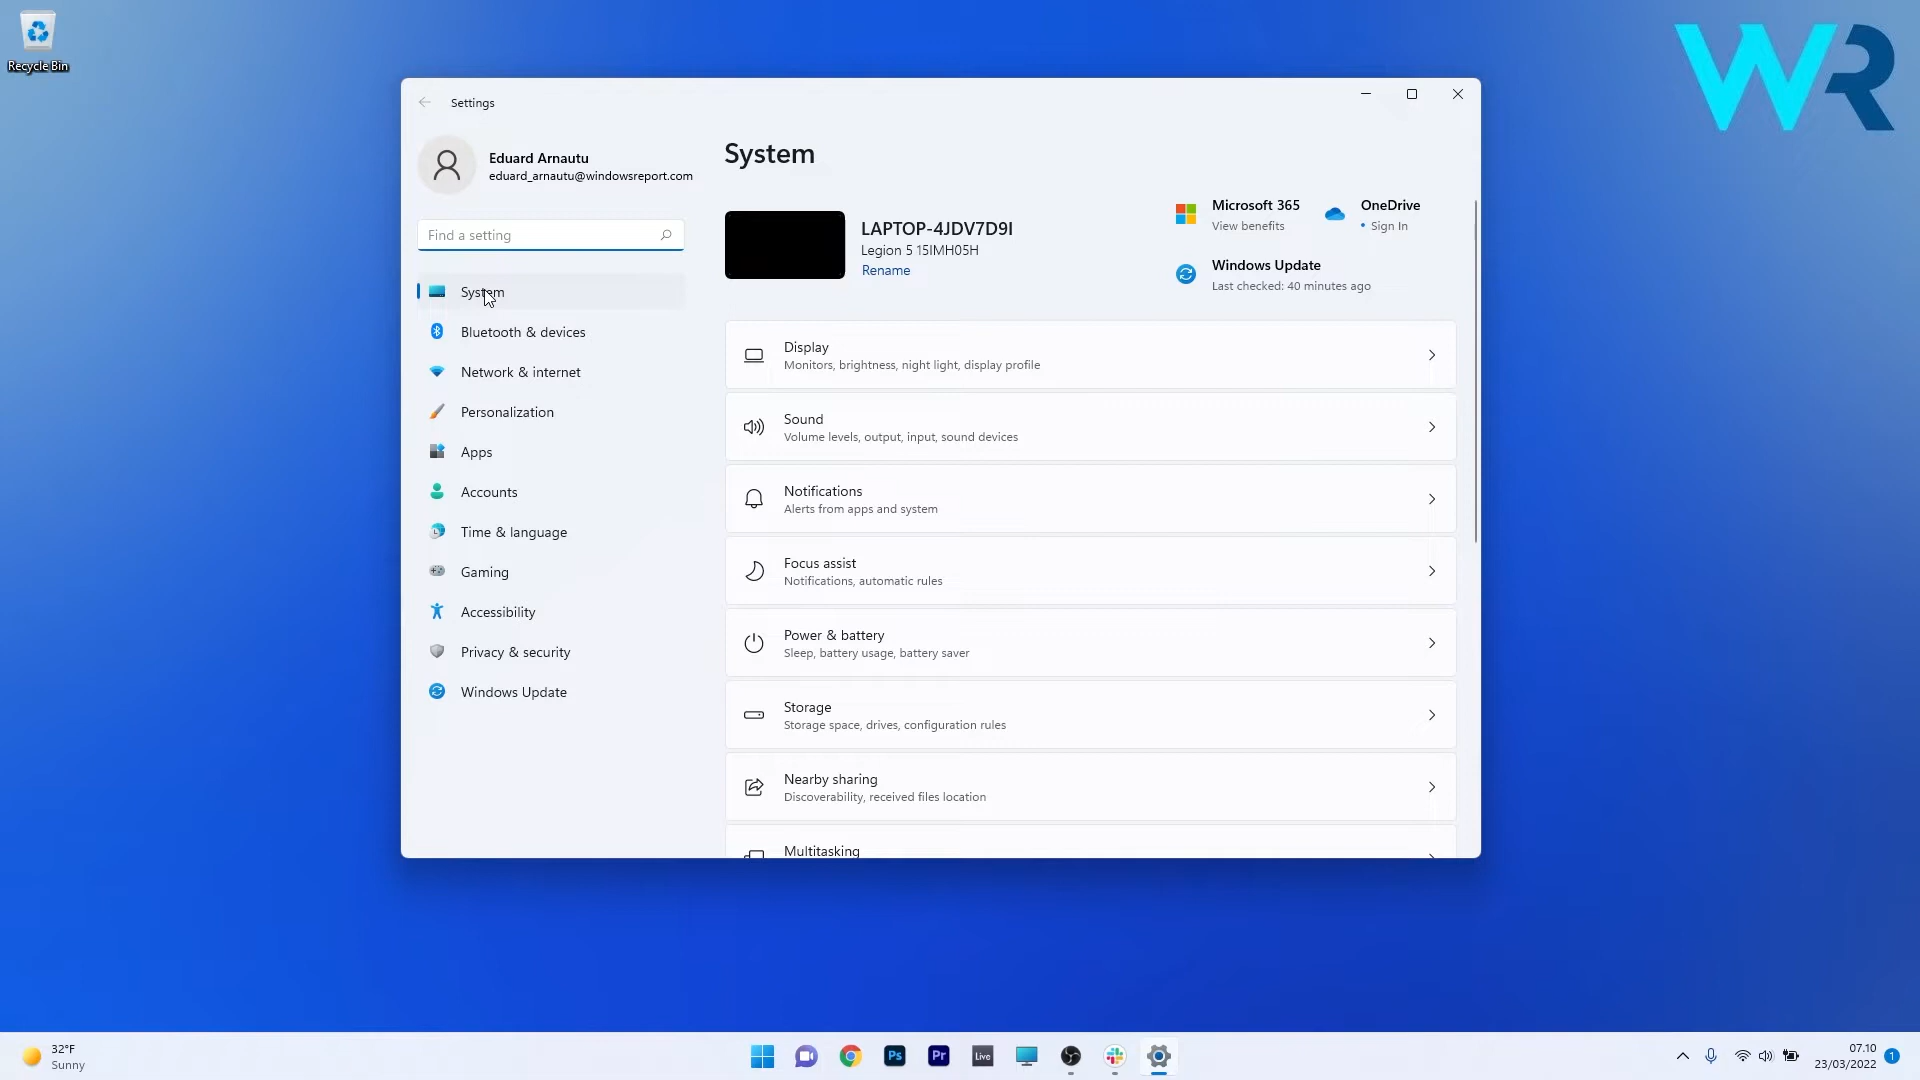 Recycle Bin
WR
Settings
Eduard Arnautu
eduard_arnautu@windowsreport.com
Find a setting
System
Bluetooth & devices
Network & internet
Personalization
Apps
Accounts
Time & language
Gaming
Accessibility
Privacy & security
Windows Update
System
LAPTOP-4JDV7D9I
Legion 5 15IMH05H
Rename
Microsoft 365
View benefits
OneDrive
• Sign In
Windows Update
Last checked: 40 minutes ago
Display
Monitors, brightness, night light, display profile
Sound
Volume levels, output, input, sound devices
Notifications
Alerts from apps and system
Focus assist
Notifications, automatic rules
Power & battery
Sleep, battery usage, battery saver
Storage
Storage space, drives, configuration rules
Nearby sharing
Discoverability, received files location
Multitasking
32°F
Sunny
Ps
Pr
Live
07.10
23/03/2022
1